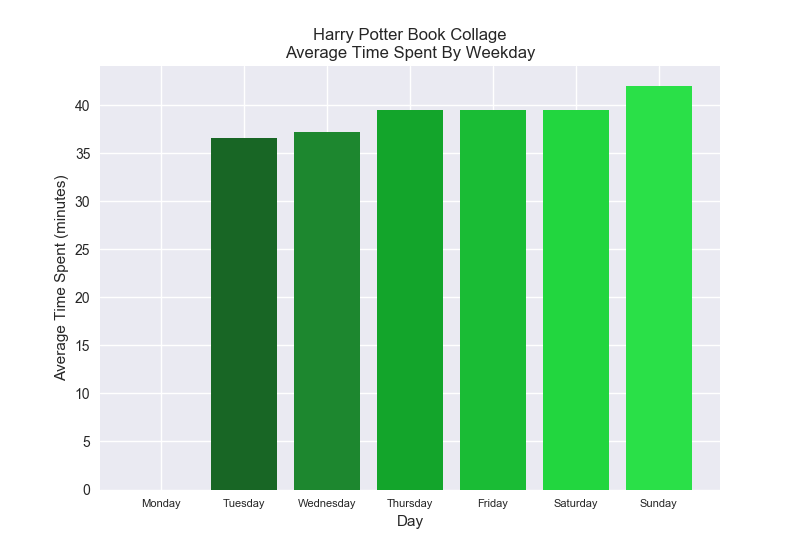 Harry Potter Book Collage
Average Time Spent By Weekday
Average Time Spent (minutes)
40
35
30
25
20
15
10
5
0
Monday Tuesday Wednesday Thursday Friday Saturday Sunday
Day